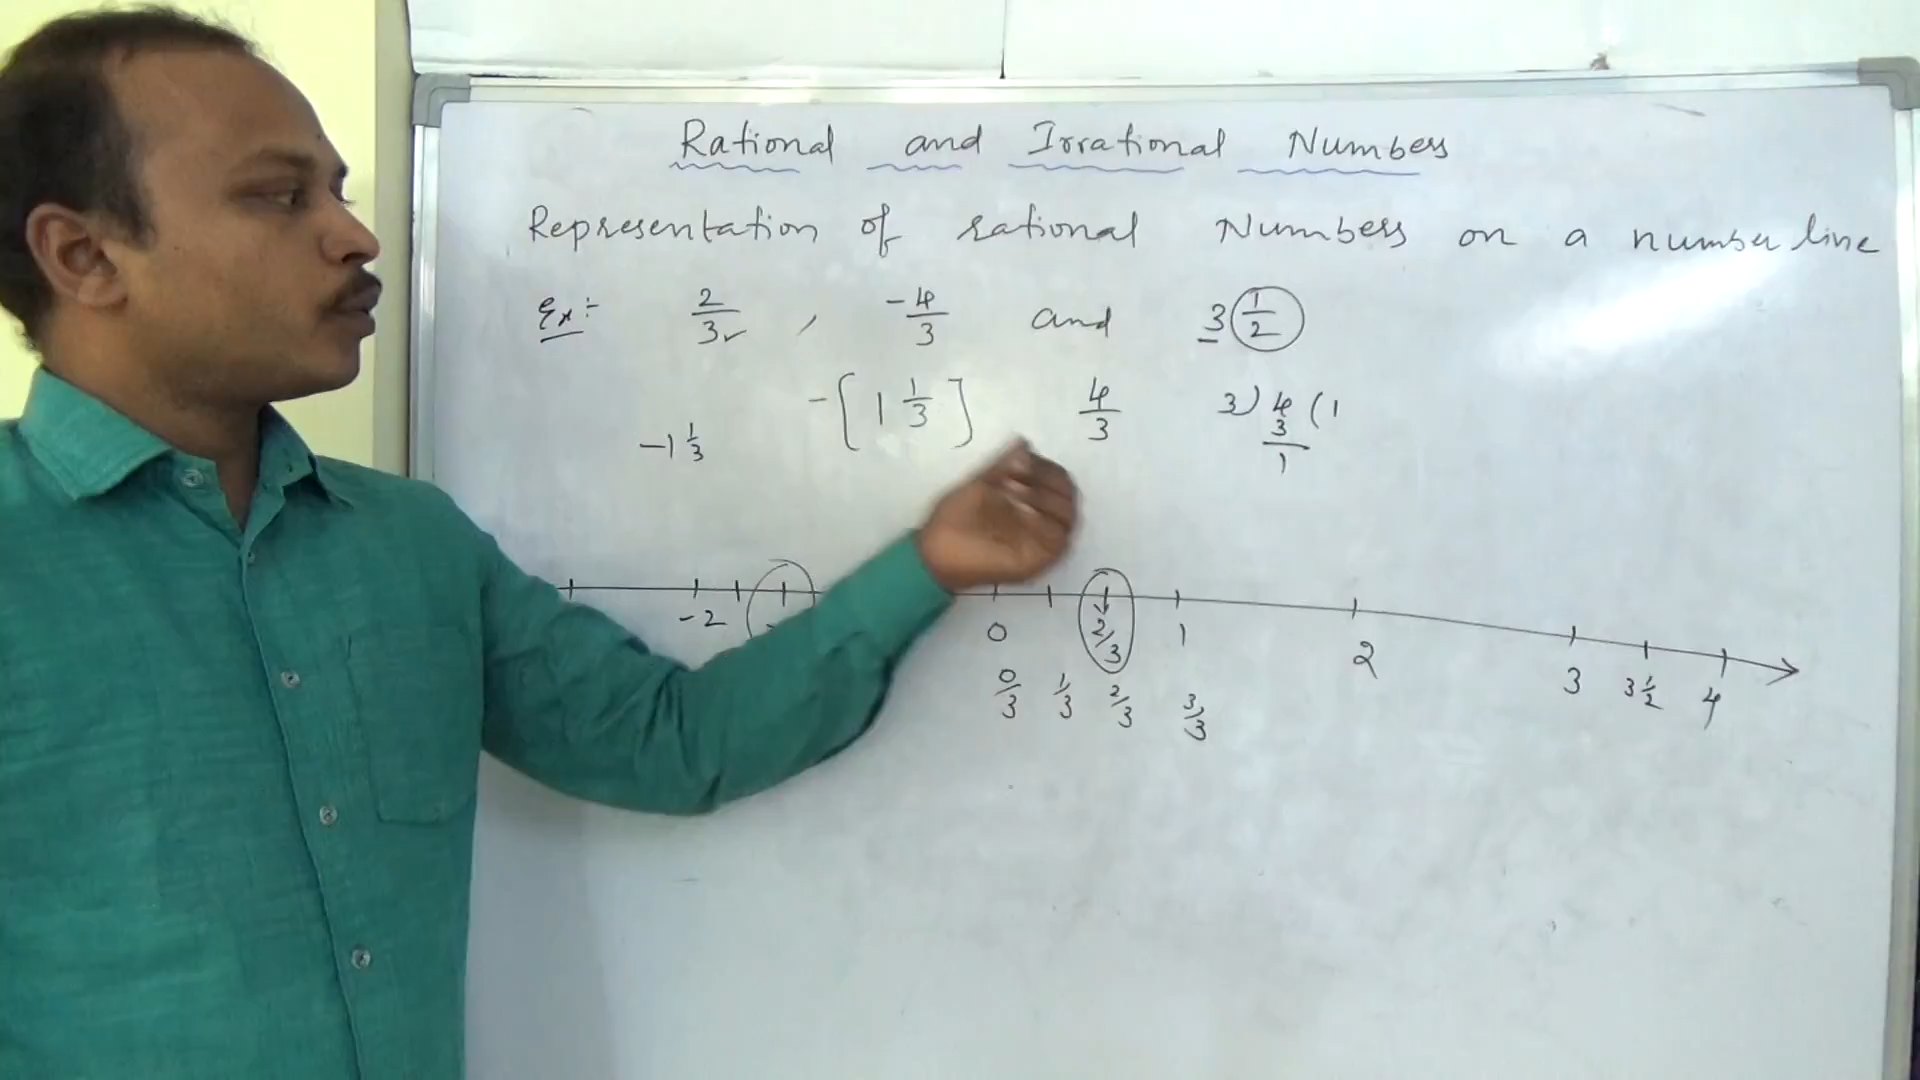 Rational and Irrational Numbers
Representation of rational Numbers on a number line
Ex:- 2/3 , -4/3 and 3 1/2
-[1 1/3] 4/3 3) 4 (1
-1 1/3 3
1
-2 0 2/3 1 2 3 3 1/2 4
0/3 1/3 2/3 3/3